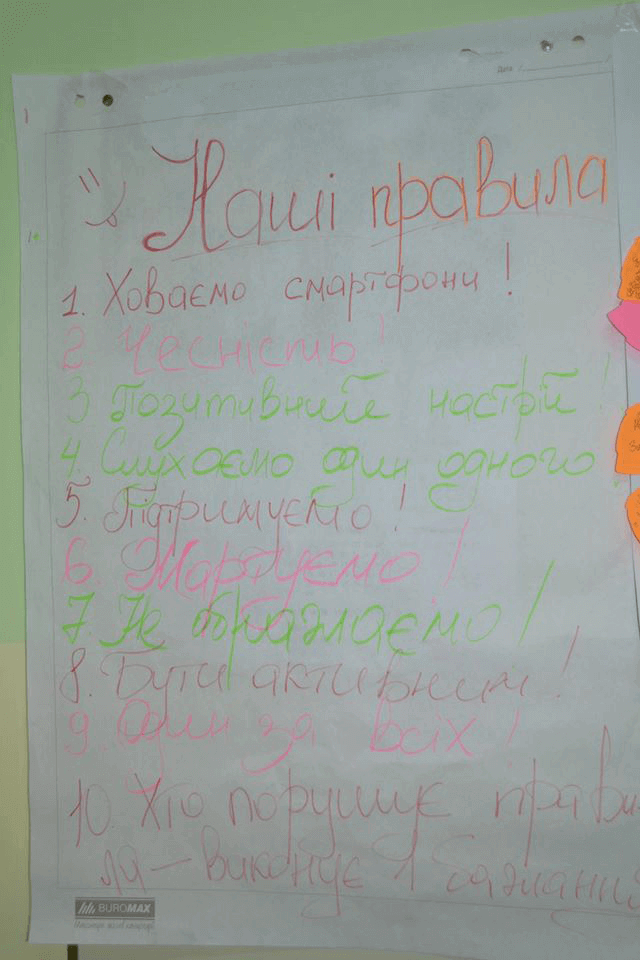 Дата
Наші правила
1. Ховаємо смартфони!
2. Чесність!
3 Позитивний настрій!
4. Слухаємо один одного!
5. Підтримуємо!
6. Жартуємо!
7. Не ображаємо!
8. Бути активним!
9. Один за всіх!
10. Хто порушує прави-
ла — виконує 1 бажання
BUROMAX